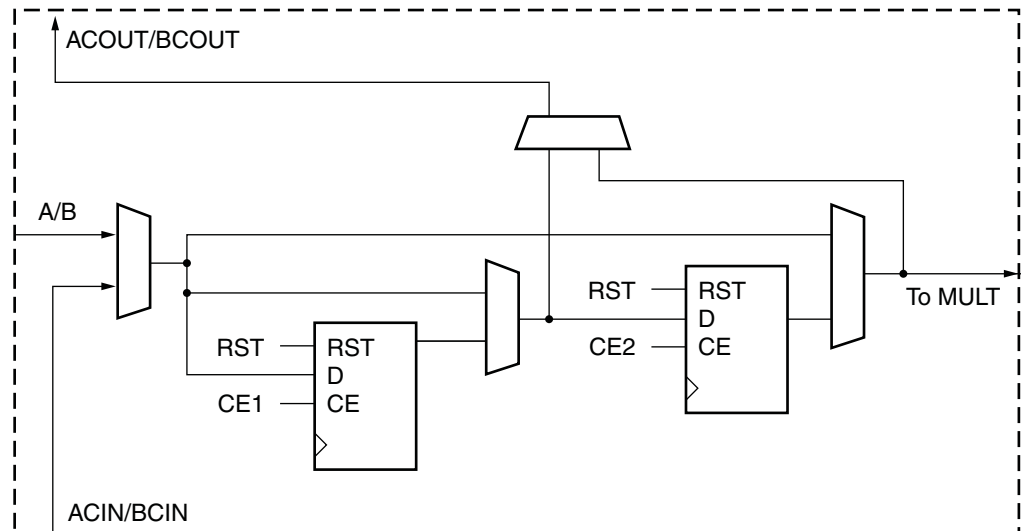 ACOUT/BCOUT
A/B
RST
RST
D
CE2
CE
To MULT
RST
RST
D
CE1
CE
ACIN/BCIN